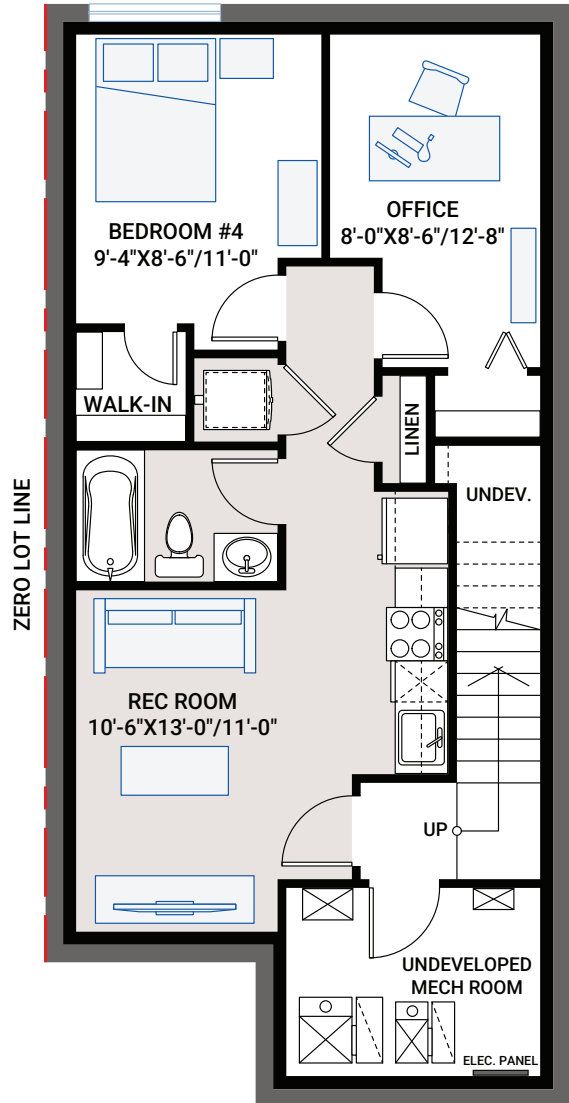 BEDROOM #4
9'-4"X8'-6"/11'-0"
OFFICE
8'-0"X8'-6"/12'-8"
WALK-IN
LINEN
UNDEV.
ZERO LOT LINE
REC ROOM
10'-6"X13'-0"/11'-0"
UP
UNDEVELOPED
MECH ROOM
ELEC. PANEL